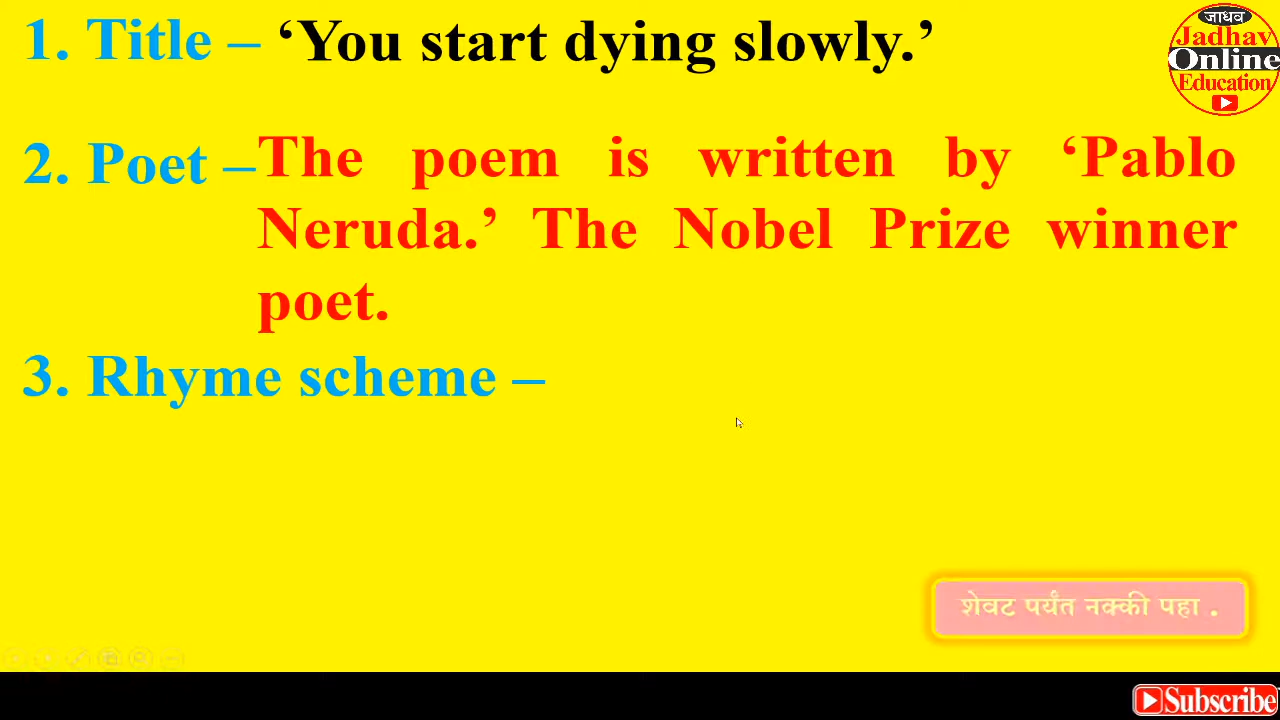 1. Title – ‘You start dying slowly.’
जाधव
Jadhav
Online
Education
2. Poet – The poem is written by ‘Pablo
Neruda.’ The Nobel Prize winner
poet.
3. Rhyme scheme –
शेवट पर्यंत नक्की पहा .
Subscribe